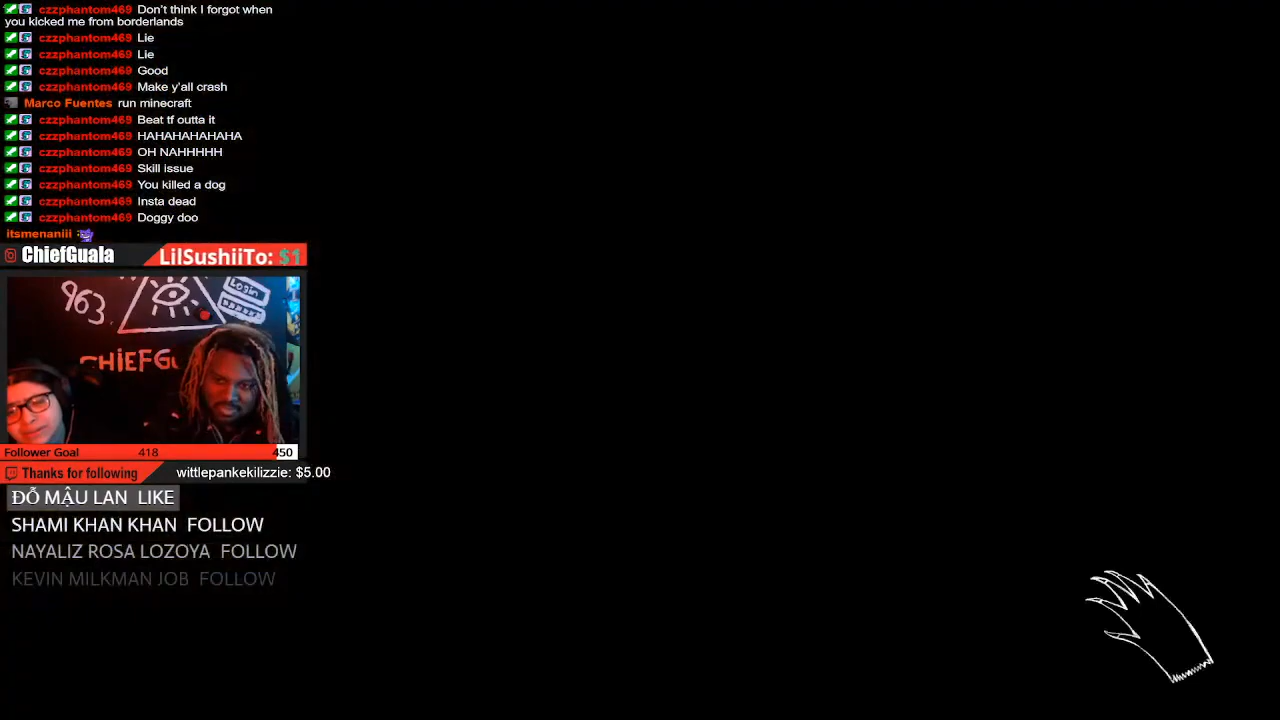 czzphantom469 Don't think I forgot when
you kicked me from borderlands
czzphantom469 Lie
czzphantom469 Lie
czzphantom469 Good
czzphantom469 Make y'all crash
Marco Fuentes run minecraft
czzphantom469 Beat tf outta it
czzphantom469 HAHAHAHAHAHA
czzphantom469 OH NAHHHHH
czzphantom469 Skill issue
czzphantom469 You killed a dog
czzphantom469 Insta dead
czzphantom469 Doggy doo
itsmenaniii :
ChiefGuala LilSushiiTo: $1
Login
963
CHIEFGU
Follower Goal 418 450
Thanks for following wittlepankekilizzie: $5.00
ĐỖ MẬU LAN LIKE
SHAMI KHAN KHAN FOLLOW
NAYALIZ ROSA LOZOYA FOLLOW
KEVIN MILKMAN JOB FOLLOW